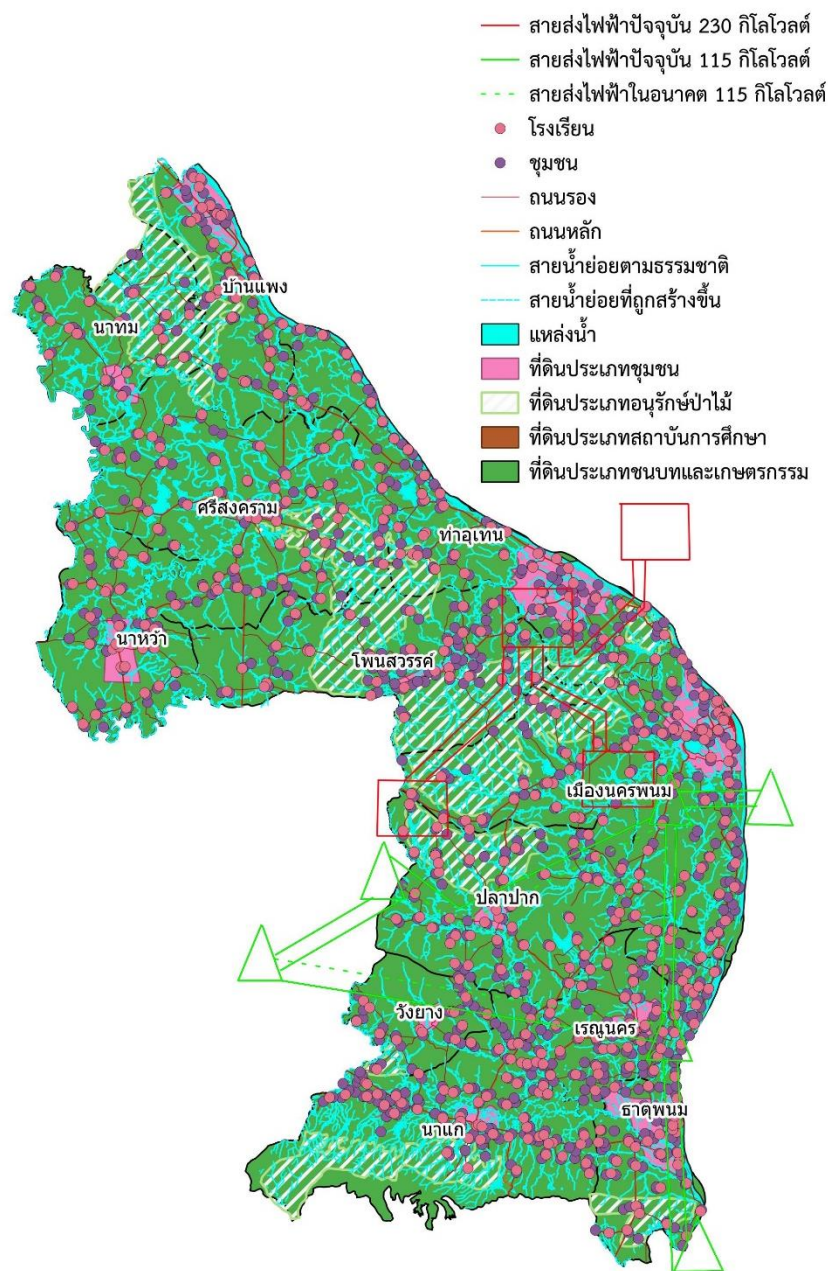 สายส่งไฟฟ้าปัจจุบัน 230 กิโลโวลต์
สายส่งไฟฟ้าปัจจุบัน 115 กิโลโวลต์
สายส่งไฟฟ้าในอนาคต 115 กิโลโวลต์
โรงเรียน
ชุมชน
ถนนรอง
ถนนหลัก
สายน้ำย่อยตามธรรมชาติ
สายน้ำย่อยที่ถูกสร้างขึ้น
แหล่งน้ำ
ที่ดินประเภทชุมชน
ที่ดินประเภทอนุรักษ์ป่าไม้
ที่ดินประเภทสถาบันการศึกษา
ที่ดินประเภทชนบทและเกษตรกรรม
บ้านแพง
นาทม
ศรีสงคราม
ท่าอุเทน
นาหว้า
โพนสวรรค์
เมืองนครพนม
ปลาปาก
วังยาง
เรณูนคร
ธาตุพนม
นาแก